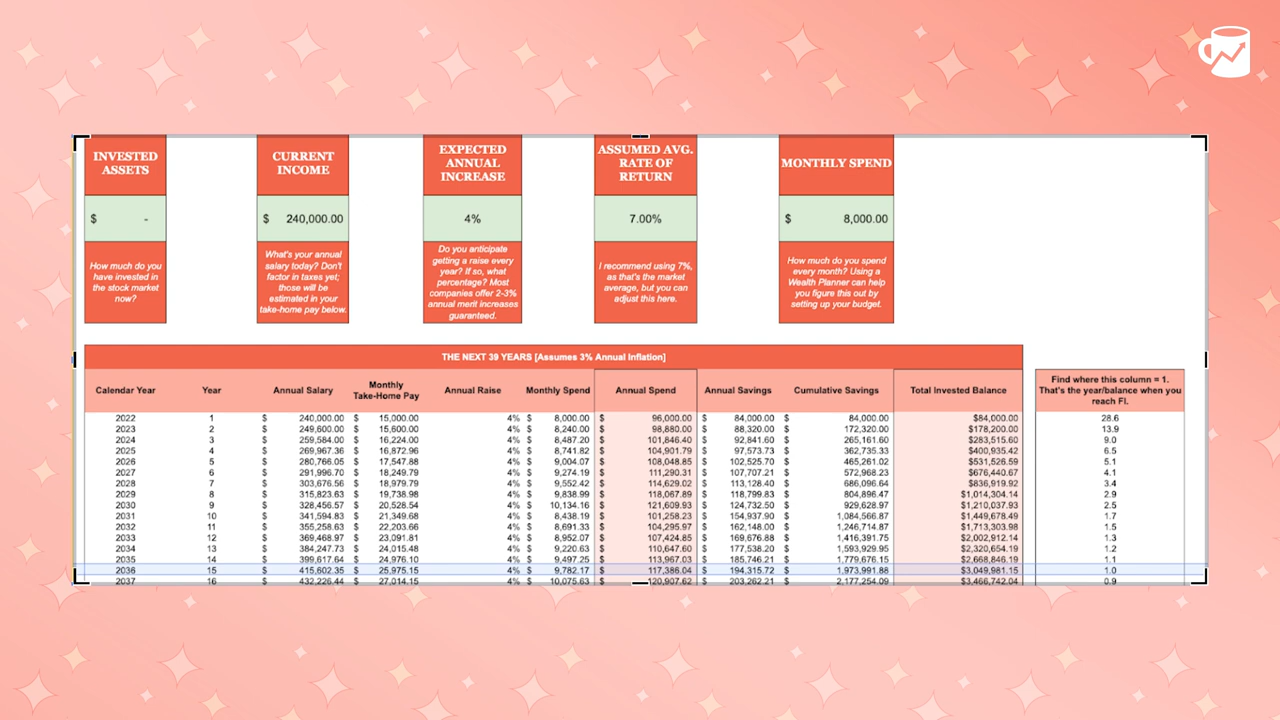 INVESTED
ASSETS
CURRENT
INCOME
EXPECTED
ANNUAL
INCREASE
ASSUMED AVG.
RATE OF
RETURN
MONTHLY SPEND
$ -
$ 240,000.00
4%
7.00%
$ 8,000.00
How much do you
have invested in
the stock market
now?
What's your annual
salary today? Don't
factor in taxes yet;
those will be
estimated in your
take-home pay below.
Do you anticipate
getting a raise every
year? If so, what
percentage? Most
companies offer 2-3%
annual merit increases
guaranteed.
I recommend using 7%,
as that's the market
average, but you can
adjust this here.
How much do you spend
every month? Using a
Wealth Planner can help
you figure this out by
setting up your budget.
THE NEXT 39 YEARS [Assumes 3% Annual Inflation]
Calendar Year Year Annual Salary Monthly Take-Home Pay Annual Raise Monthly Spend Annual Spend Annual Savings Cumulative Savings Total Invested Balance
Find where this column = 1.
That's the year/balance when you
reach FI.
2022 1 $ 240,000.00 $ 15,000.00 4% $ 8,000.00 $ 96,000.00 $ 84,000.00 $ 84,000.00 $84,000.00 28.6
2023 2 $ 249,600.00 $ 15,600.00 4% $ 8,240.00 $ 98,880.00 $ 88,320.00 $ 172,320.00 $178,200.00 13.9
2024 3 $ 259,584.00 $ 16,224.00 4% $ 8,487.20 $ 101,846.40 $ 92,841.60 $ 265,161.60 $283,515.60 9.0
2025 4 $ 269,967.36 $ 16,872.96 4% $ 8,741.82 $ 104,901.79 $ 97,573.73 $ 362,735.33 $400,935.42 6.5
2026 5 $ 280,766.05 $ 17,547.88 4% $ 9,004.07 $ 108,048.85 $ 102,525.70 $ 465,261.02 $531,526.59 5.1
2027 6 $ 291,996.70 $ 18,249.79 4% $ 9,274.19 $ 111,290.31 $ 107,707.21 $ 572,968.23 $676,440.67 4.1
2028 7 $ 303,676.56 $ 18,979.79 4% $ 9,552.42 $ 114,629.02 $ 113,128.40 $ 686,096.64 $836,919.92 3.4
2029 8 $ 315,823.63 $ 19,738.98 4% $ 9,838.99 $ 118,067.89 $ 118,799.83 $ 804,896.47 $1,014,304.14 2.9
2030 9 $ 328,456.57 $ 20,528.54 4% $ 10,134.16 $ 121,609.93 $ 124,732.50 $ 929,628.97 $1,210,037.93 2.5
2031 10 $ 341,594.83 $ 21,349.68 4% $ 8,438.19 $ 101,258.23 $ 154,937.90 $ 1,084,566.87 $1,449,678.49 1.7
2032 11 $ 355,258.63 $ 22,203.66 4% $ 8,691.33 $ 104,295.97 $ 162,148.00 $ 1,246,714.87 $1,713,303.98 1.5
2033 12 $ 369,468.97 $ 23,091.81 4% $ 8,952.07 $ 107,424.85 $ 169,676.88 $ 1,416,391.75 $2,002,912.14 1.3
2034 13 $ 384,247.73 $ 24,015.48 4% $ 9,220.63 $ 110,647.60 $ 177,538.20 $ 1,593,929.95 $2,320,654.19 1.2
2035 14 $ 399,617.64 $ 24,976.10 4% $ 9,497.25 $ 113,967.03 $ 185,746.21 $ 1,779,676.15 $2,668,846.19 1.1
2036 15 $ 415,602.35 $ 25,975.15 4% $ 9,782.17 $ 117,386.04 $ 194,315.72 $ 1,973,991.88 $3,049,981.15 1.0
2037 16 $ 432,226.44 $ 27,014.15 4% $ 10,075.63 $ 120,907.62 $ 203,262.21 $ 2,177,254.09 $3,466,742.04 0.9